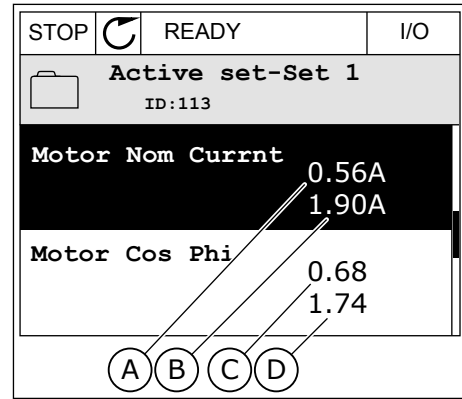 STOP READY I/O
Active set-Set 1
ID:113
Motor Nom Currnt
0.56A
1.90A
Motor Cos Phi
0.68
1.74
A B C D